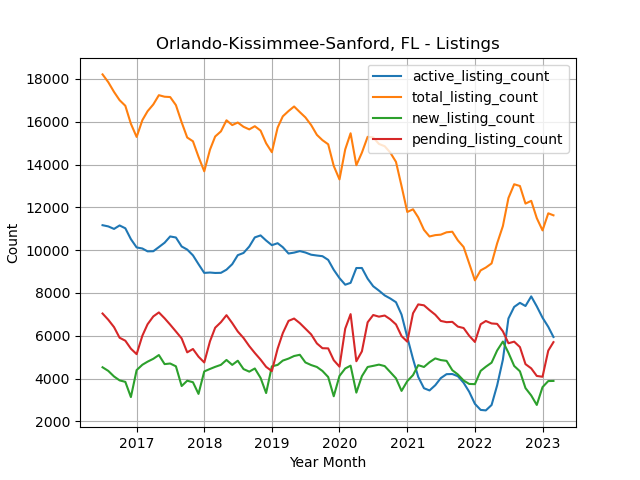 Orlando-Kissimmee-Sanford, FL - Listings
active_listing_count
total_listing_count
new_listing_count
pending_listing_count
18000
16000
14000
12000
10000
8000
6000
4000
2000
Count
2017 2018 2019 2020 2021 2022 2023
Year Month